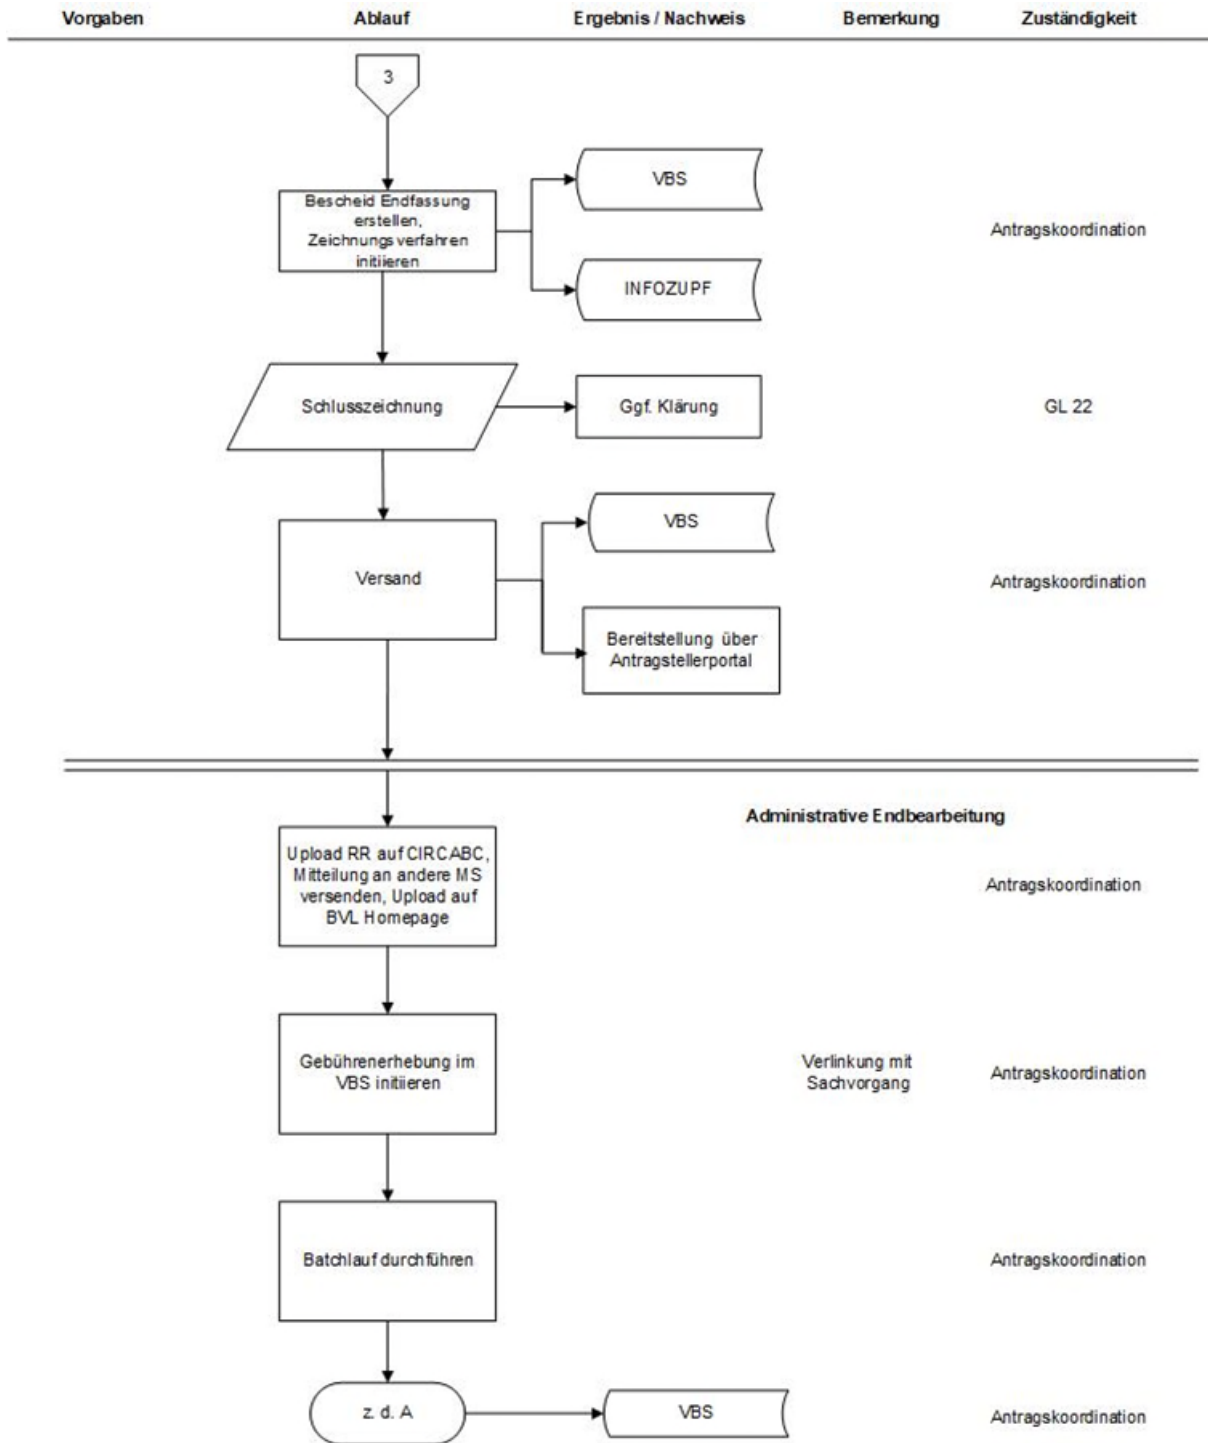 Vorgaben Ablauf Ergebnis / Nachweis Bemerkung Zuständigkeit
3
Bescheid Endfassung
erstellen,
Zeichnungsverfahren
initiieren
VBS
INFOZUPF
Antragskoordination
Schlusszeichnung
Ggf. Klärung
GL 22
Versand
VBS
Bereitstellung über
Antragstellerportal
Antragskoordination
Administrative Endbearbeitung
Upload RR auf CIRCABC,
Mitteilung an andere MS
versenden, Upload auf
BVL Homepage
Antragskoordination
Gebührenerhebung im
VBS initiieren
Verlinkung mit
Sachvorgang
Antragskoordination
Batchlauf durchführen
Antragskoordination
z. d. A
VBS
Antragskoordination